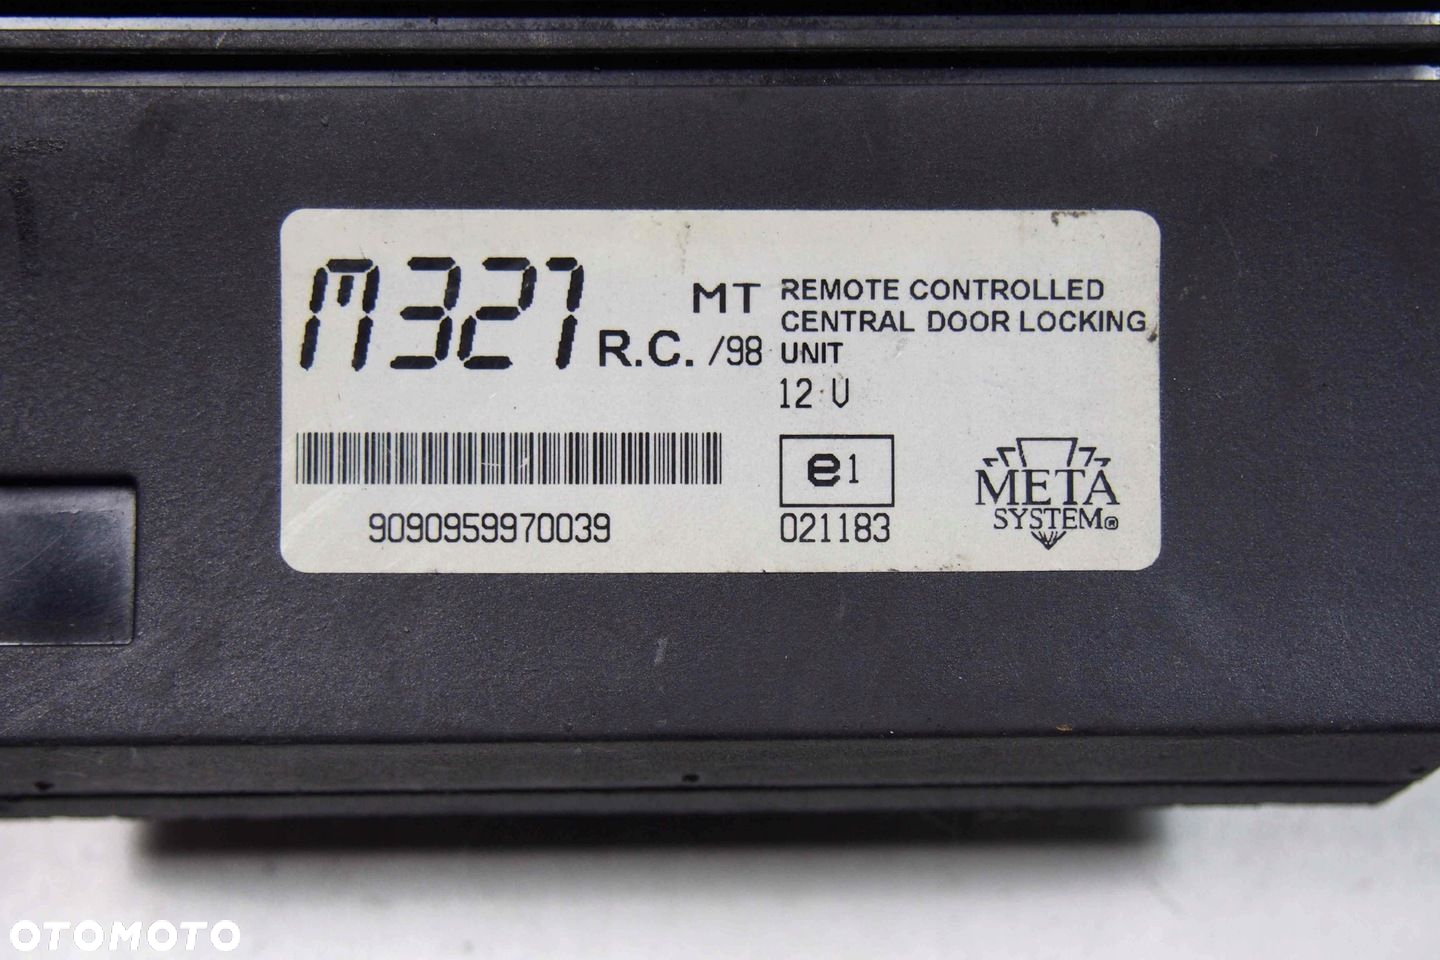 M327 R.C. MT /98
REMOTE CONTROLLED
CENTRAL DOOR LOCKING
UNIT
12 V
9090959970039
e1
021183
META
SYSTEM®
OTOMOTO